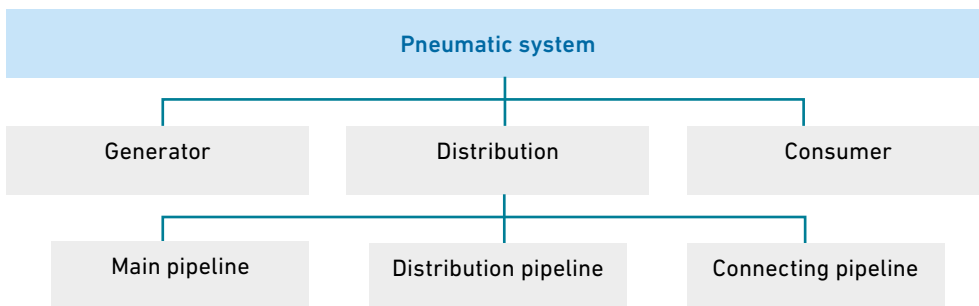 Pneumatic system
Generator
Distribution
Consumer
Main pipeline
Distribution pipeline
Connecting pipeline